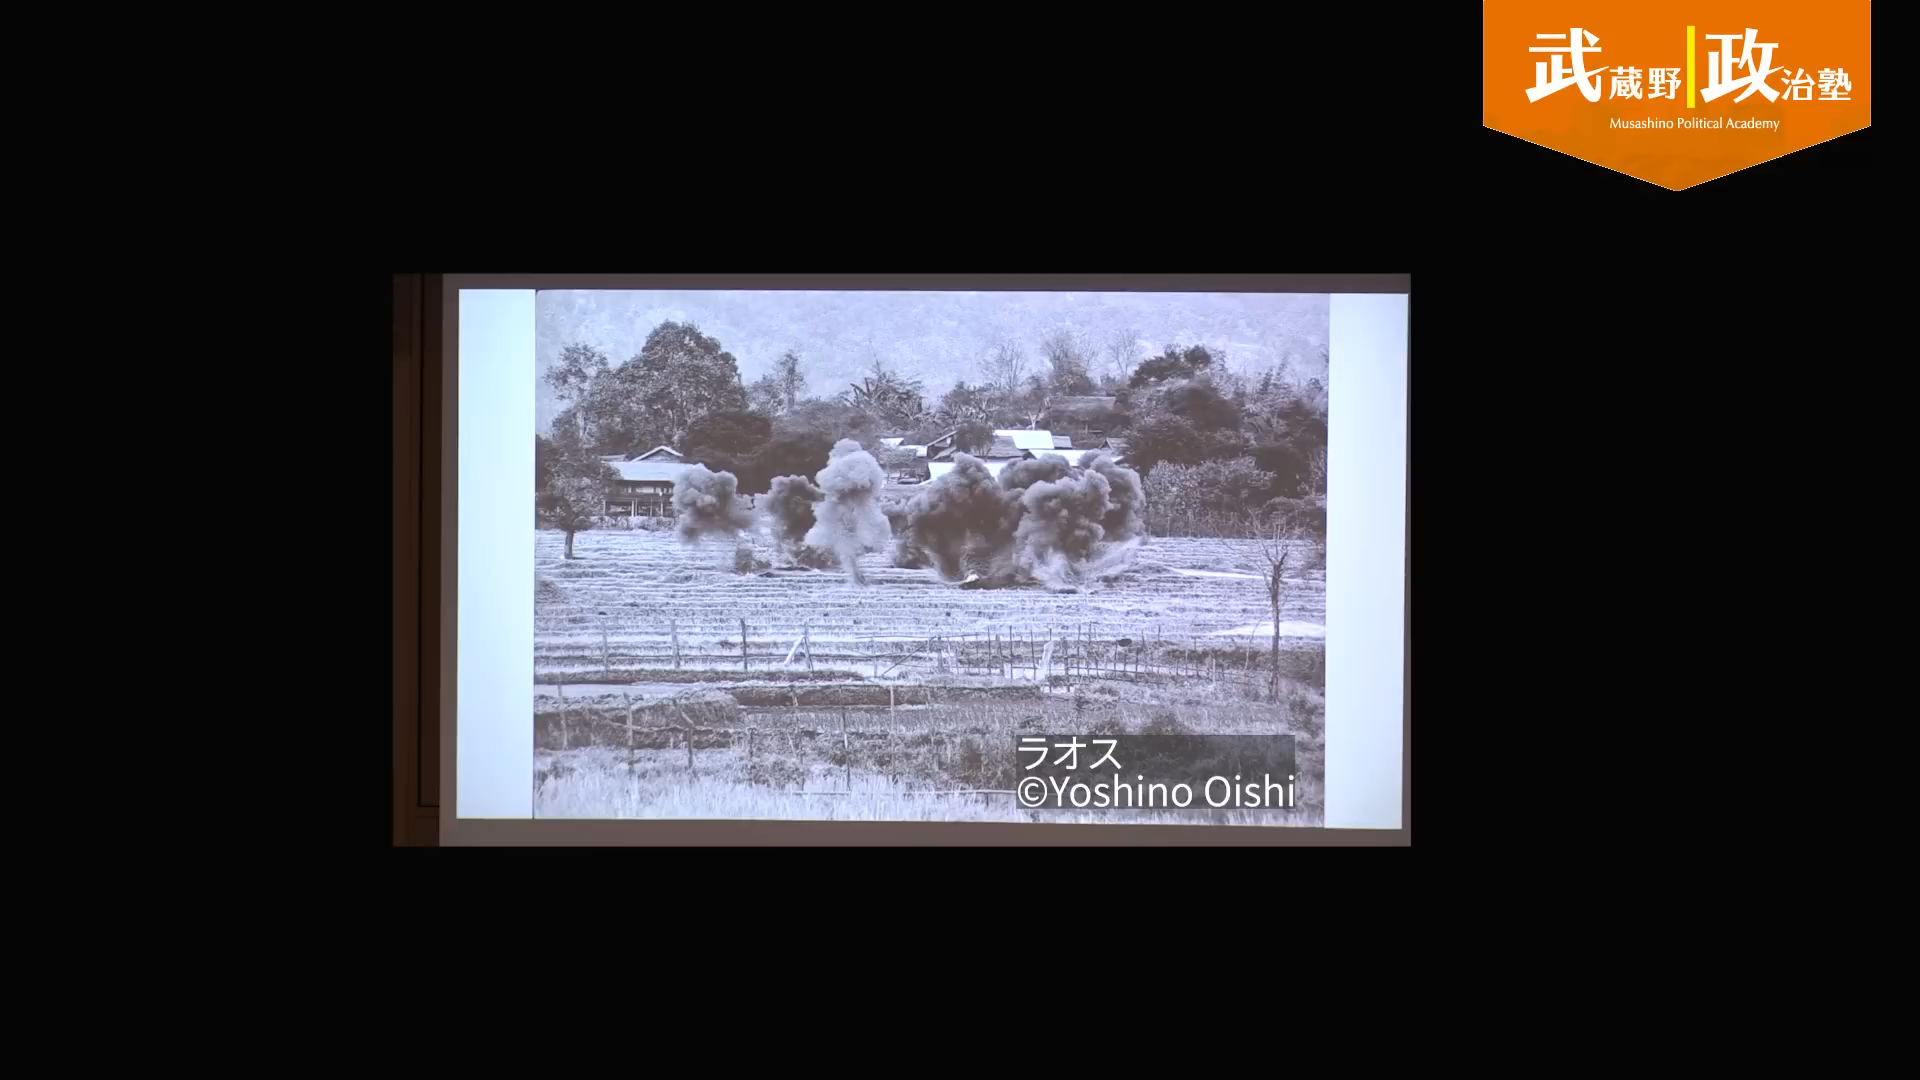 武蔵野政治塾
Musashino Political Academy
ラオス
©Yoshino Oishi